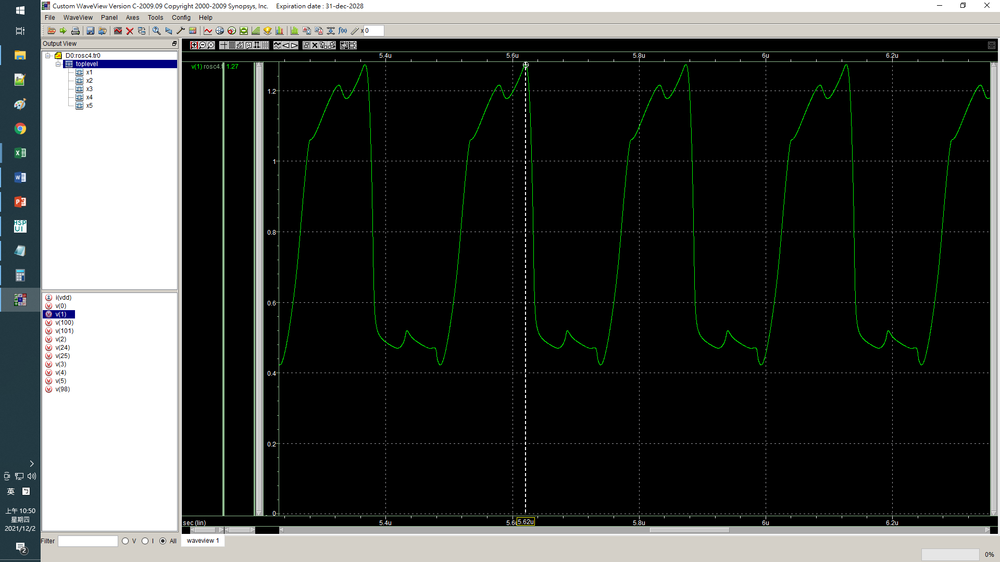 Custom WaveView Version C-2009.09 Copyright 2000-2009 Synopsys, Inc. Expiration date : 31-dec-2028
File WaveView Panel Axes Tools Config Help
x 0
Output View
D0:rosc4.tr0
toplevel
x1
x2
x3
x4
x5
i(vdd)
v(0)
v(1)
v(100)
v(101)
v(2)
v(24)
v(25)
v(3)
v(4)
v(5)
v(98)
Filter V I All
5.4u 5.6u 5.8u 6u 6.2u
v(1) rosc4.t 1.27
1.2
1
0.8
0.6
0.4
0.2
0
sec (lin) 5.4u 5.6u 5.62u 5.8u 6u 6.2u
waveview 1
0%
HSP
UI
英 ㄅ
上午 10:50
星期四
2021/12/2
2